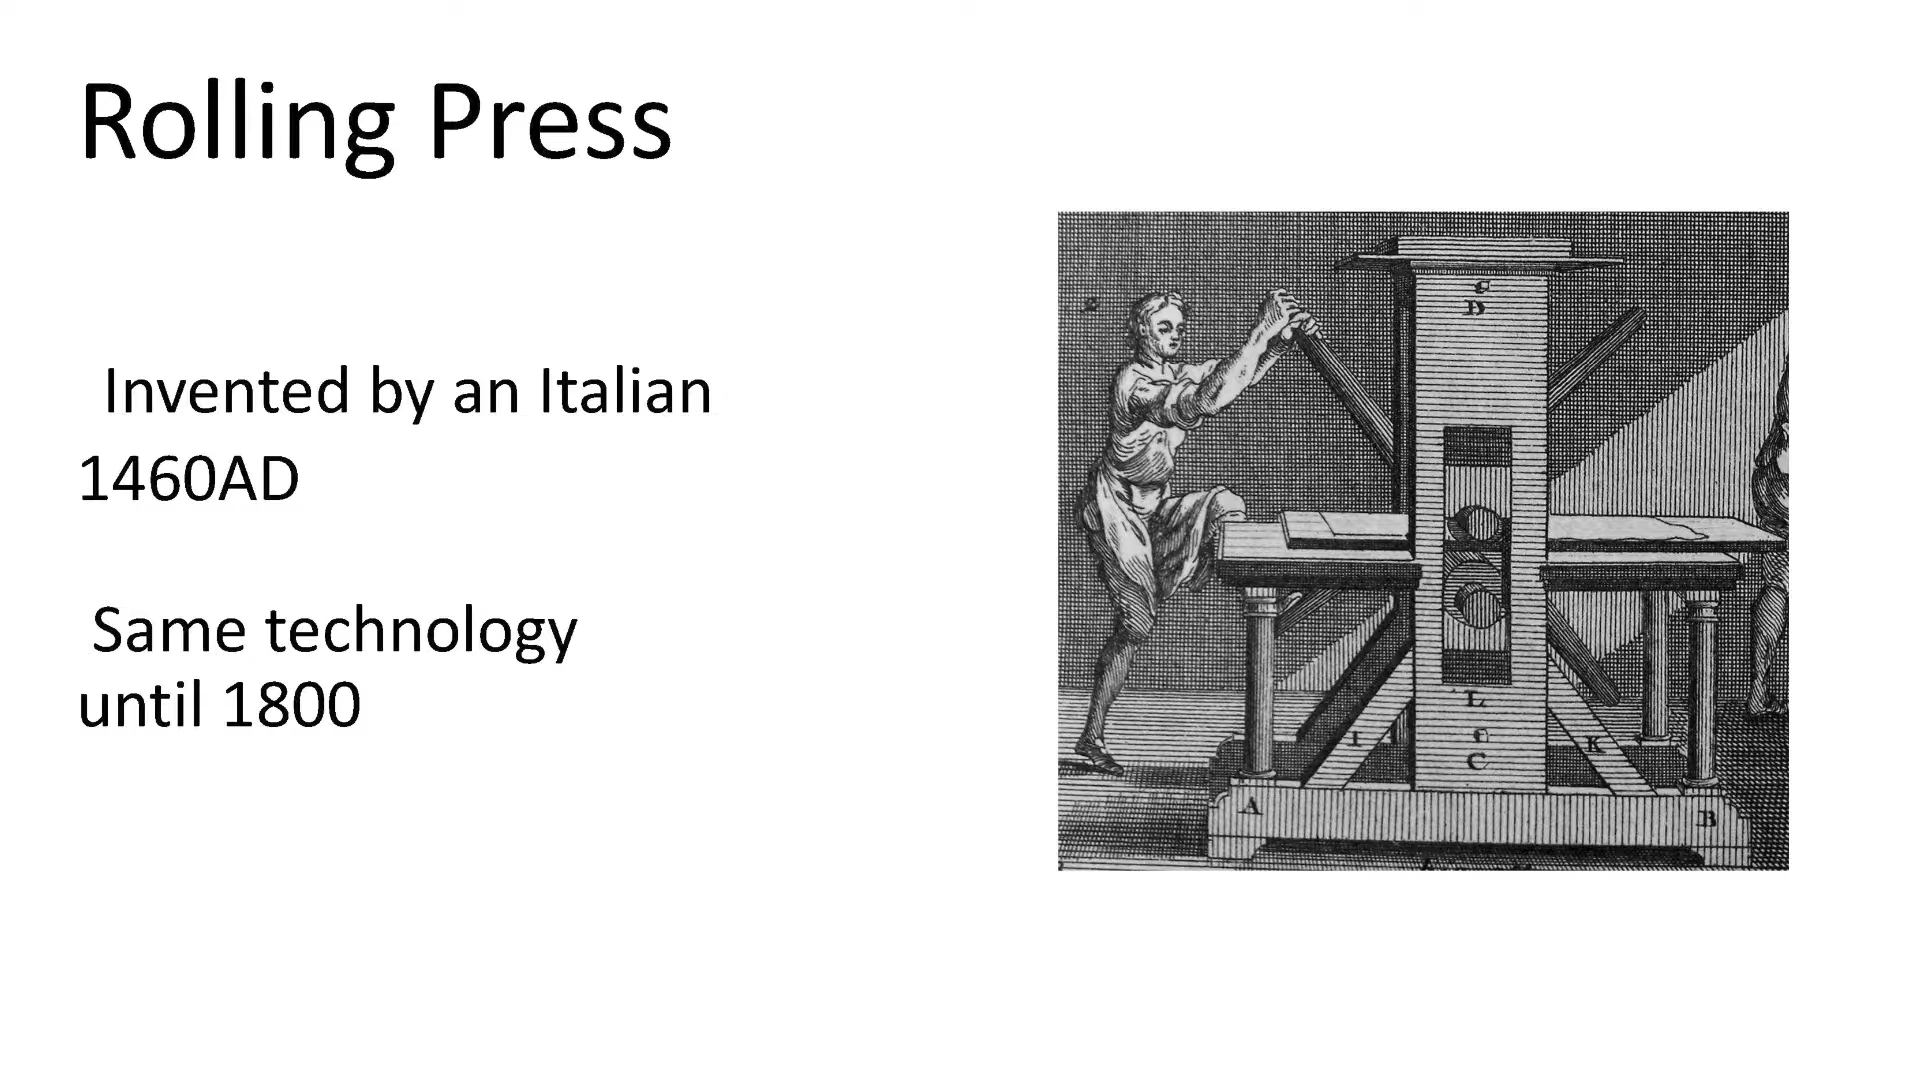 Rolling Press
Invented by an Italian
1460AD
Same technology
until 1800
D
L
C
I
K
A
B